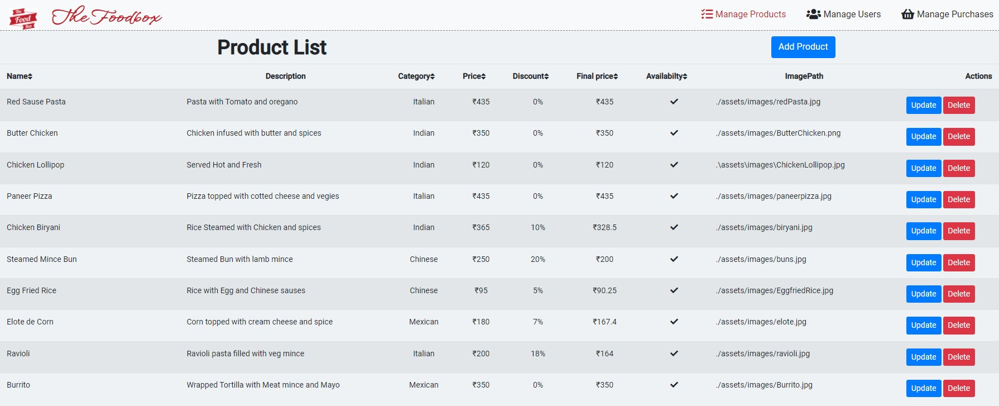 The Food Box
The Foodbox
Manage Products Manage Users Manage Purchases
Product List Add Product
Name Description Category Price Discount Final price Availabilty ImagePath Actions
Red Sause Pasta Pasta with Tomato and oregano Italian ₹435 0% ₹435 ./assets/images/redPasta.jpg Update Delete
Butter Chicken Chicken infused with butter and spices Indian ₹350 0% ₹350 ./assets/images/ButterChicken.png Update Delete
Chicken Lollipop Served Hot and Fresh Indian ₹120 0% ₹120 .\assets\images\ChickenLollipop.jpg Update Delete
Paneer Pizza Pizza topped with cotted cheese and vegies Italian ₹435 0% ₹435 ./assets/images/paneerpizza.jpg Update Delete
Chicken Biryani Rice Steamed with Chicken and spices Indian ₹365 10% ₹328.5 ./assets/images/biryani.jpg Update Delete
Steamed Mince Bun Steamed Bun with lamb mince Chinese ₹250 20% ₹200 ./assets/images/buns.jpg Update Delete
Egg Fried Rice Rice with Egg and Chinese sauses Chinese ₹95 5% ₹90.25 ./assets/images/EggfriedRice.jpg Update Delete
Elote de Corn Corn topped with cream cheese and spice Mexican ₹180 7% ₹167.4 ./assets/images/elote.jpg Update Delete
Ravioli Ravioli pasta filled with veg mince Italian ₹200 18% ₹164 ./assets/images/ravioli.jpg Update Delete
Burrito Wrapped Tortilla with Meat mince and Mayo Mexican ₹350 0% ₹350 ./assets/images/Burrito.jpg Update Delete